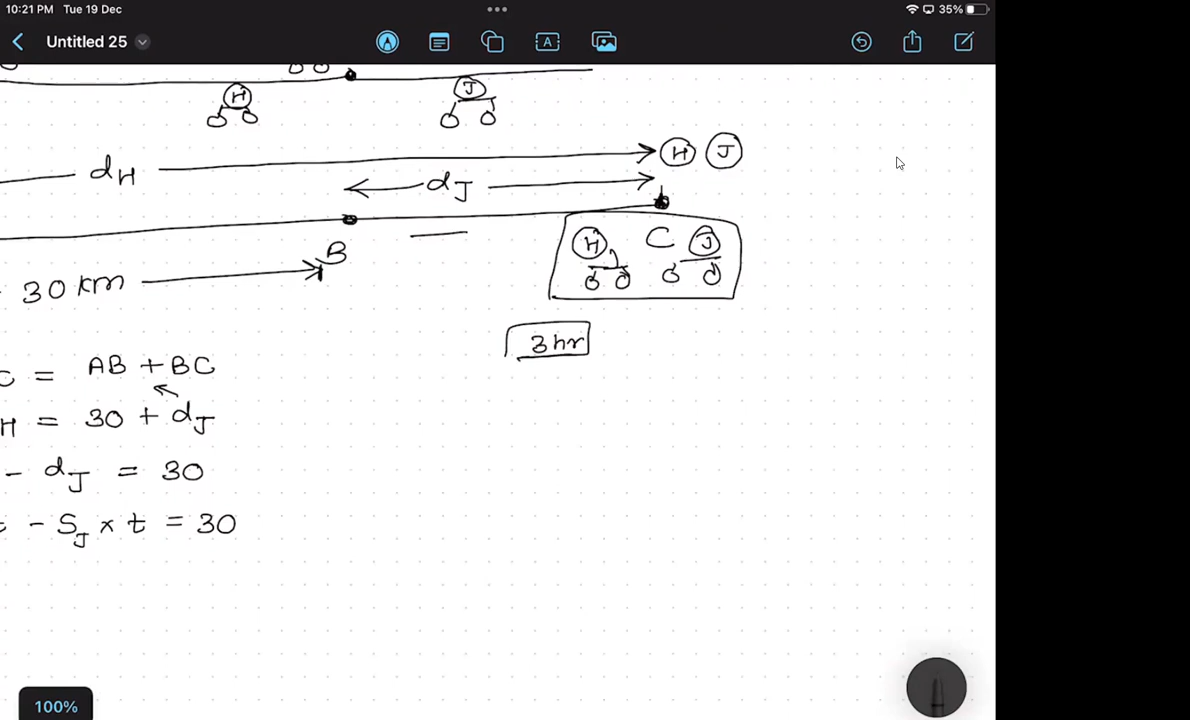 10:21 PM Tue 19 Dec
35%
Untitled 25
A
H J
d_H
H J
d_J
B
H C J
30 km
3 hr
C = AB + BC
H = 30 + d_J
- d_J = 30
- S_J × t = 30
100%